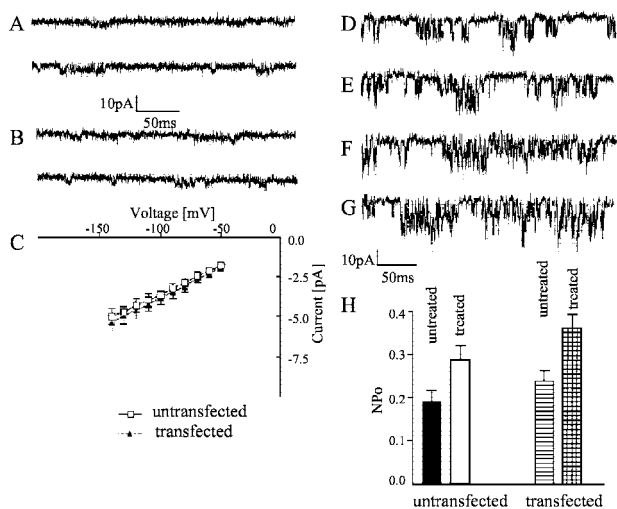 A
10pA
50ms
B
Voltage [mV]
-150
-100
-50
0
C
0.0
-2.5
-5.0
-7.5
Current [pA]
untransfected
transfected
D
E
F
G
10pA
50ms
H
untreated
treated
untreated
treated
0.4
0.3
0.2
0.1
0.0
NPo
untransfected
transfected